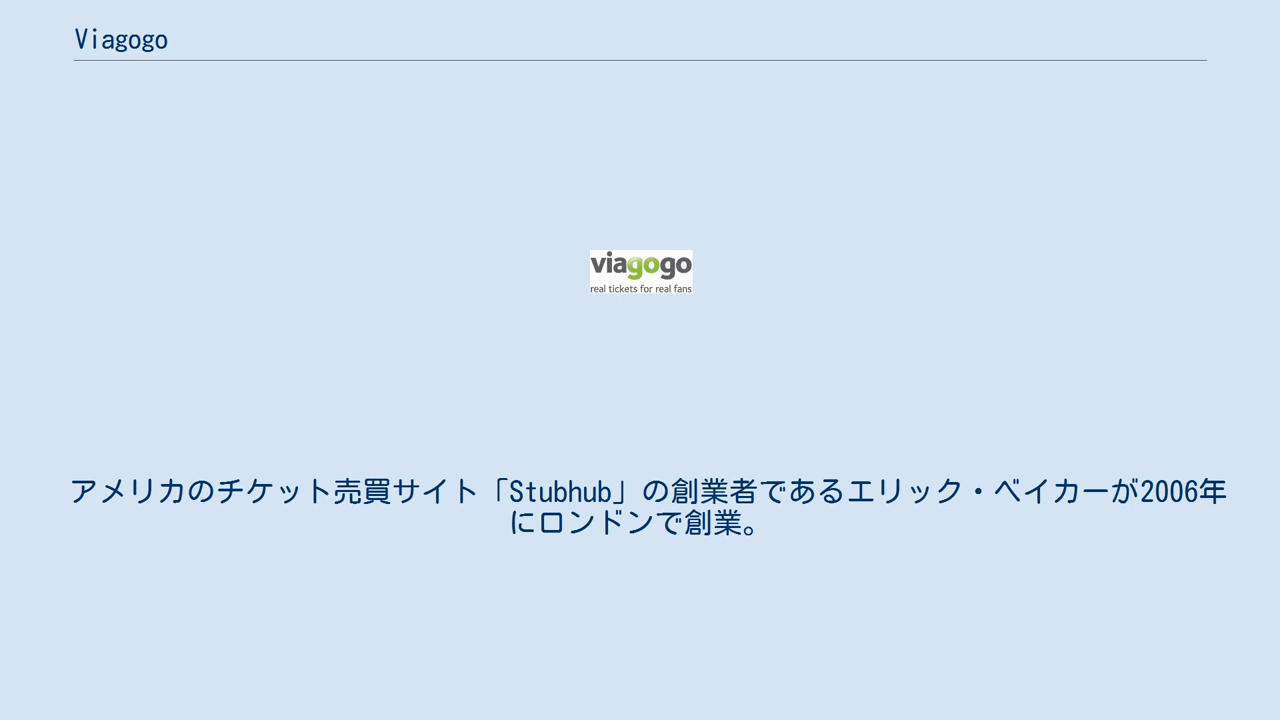 Viagogo
viagogo
real tickets for real fans
アメリカのチケット売買サイト「Stubhub」の創業者であるエリック・ベイカーが2006年
にロンドンで創業。